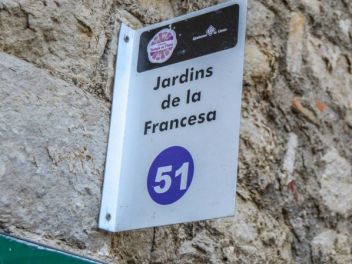 Jardins
de la
Francesa
51